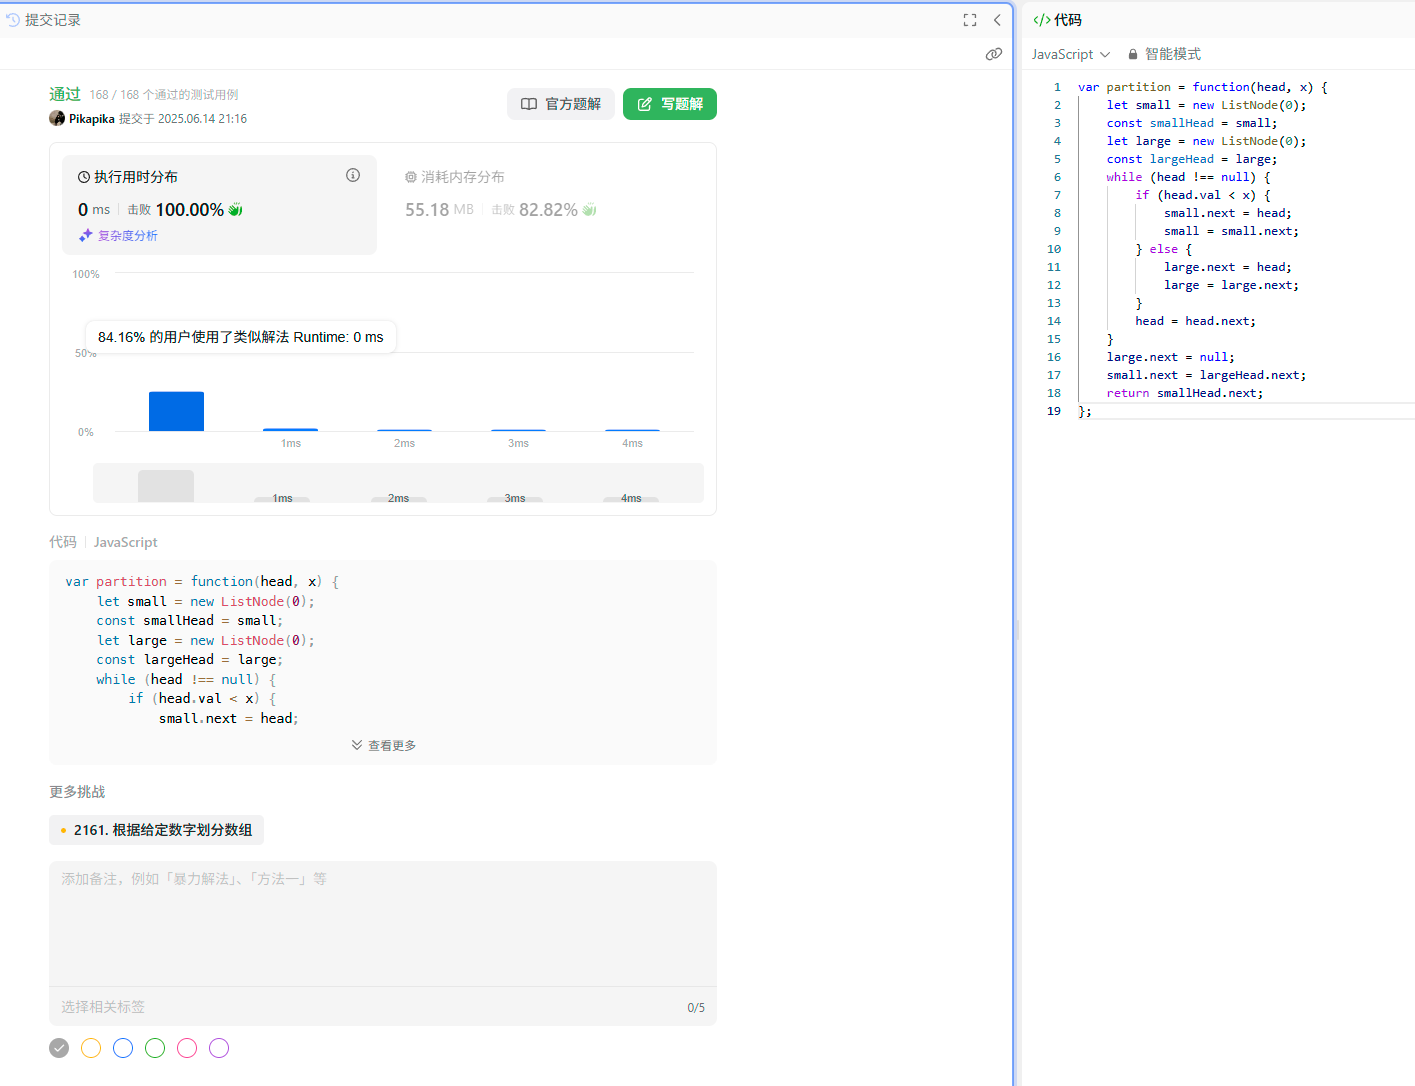 提交记录
通过 168 / 168 个通过的测试用例
Pikapika 提交于 2025.06.14 21:16
官方题解
写题解
执行用时分布
0 ms 击败 100.00%
复杂度分析
消耗内存分布
55.18 MB 击败 82.82%
100%
84.16% 的用户使用了类似解法 Runtime: 0 ms
50%
0%
1ms 2ms 3ms 4ms
1ms 2ms 3ms 4ms
代码 JavaScript
var partition = function(head, x) {
    let small = new ListNode(0);
    const smallHead = small;
    let large = new ListNode(0);
    const largeHead = large;
    while (head !== null) {
        if (head.val < x) {
            small.next = head;
查看更多
更多挑战
2161. 根据给定数字划分数组
添加备注，例如「暴力解法」、「方法一」等
选择相关标签 0/5
</> 代码
JavaScript 智能模式
1 var partition = function(head, x) {
2     let small = new ListNode(0);
3     const smallHead = small;
4     let large = new ListNode(0);
5     const largeHead = large;
6     while (head !== null) {
7         if (head.val < x) {
8             small.next = head;
9             small = small.next;
10         } else {
11             large.next = head;
12             large = large.next;
13         }
14         head = head.next;
15     }
16     large.next = null;
17     small.next = largeHead.next;
18     return smallHead.next;
19 };